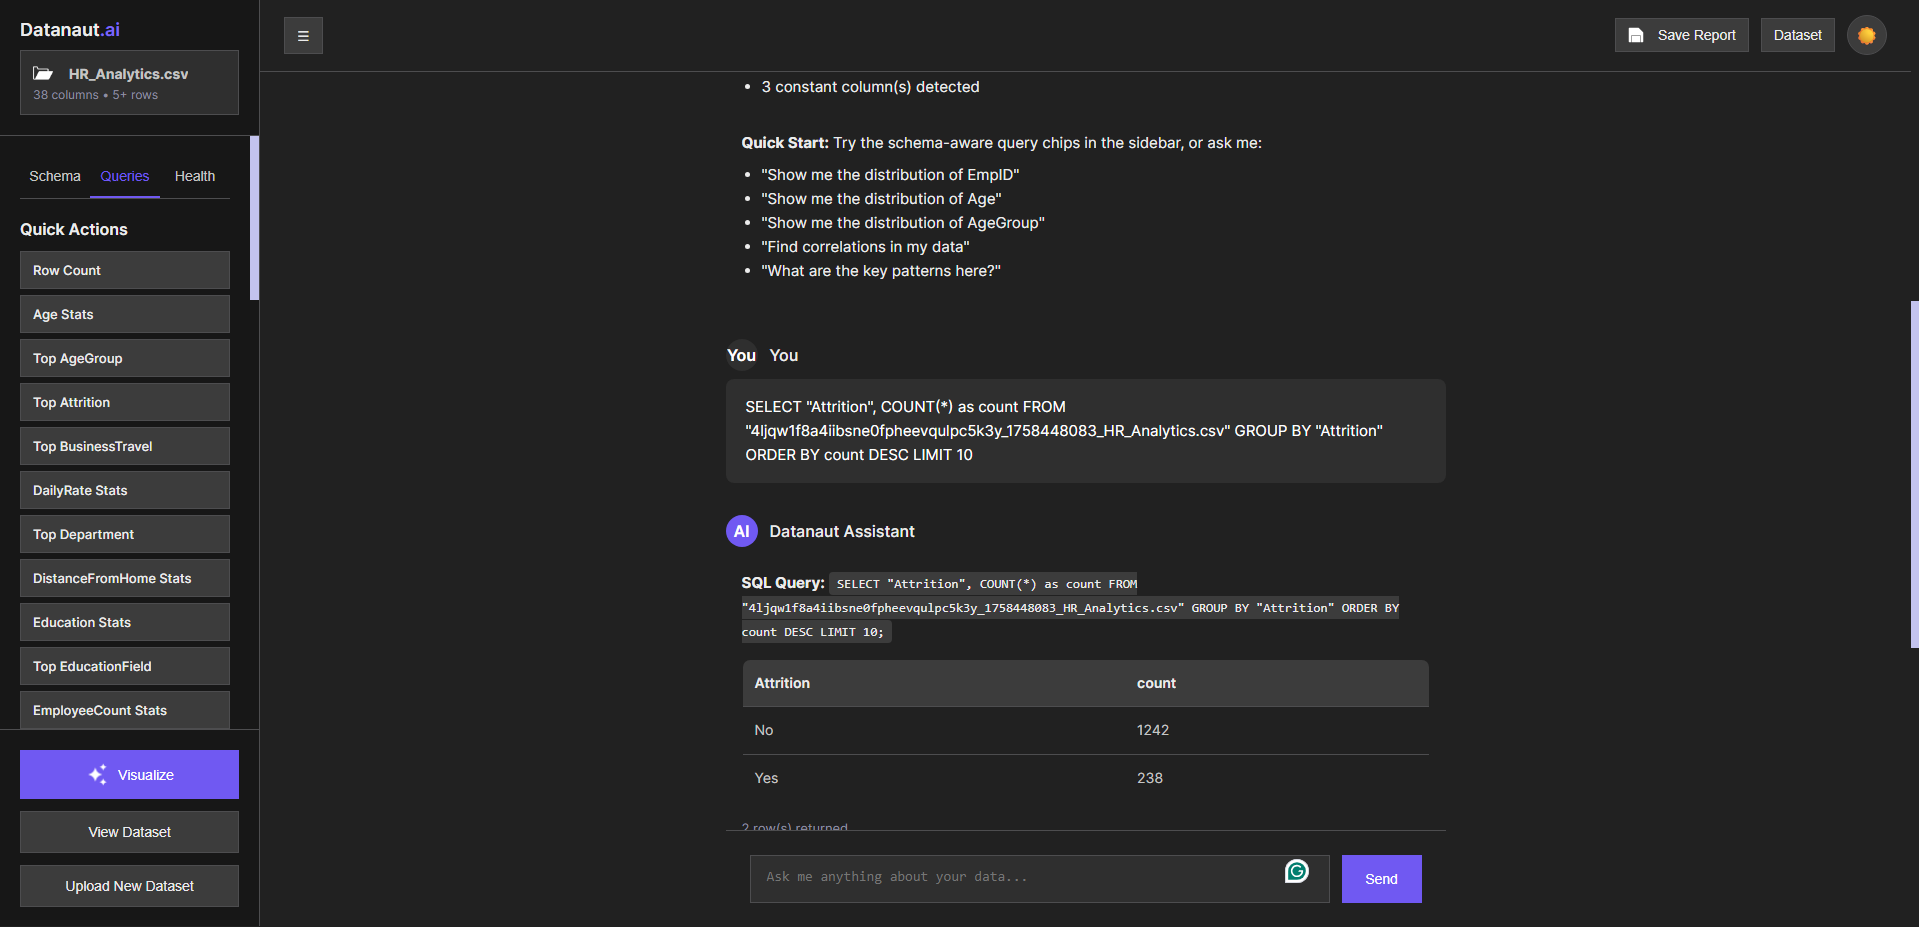 Datanaut.ai
HR_Analytics.csv
38 columns • 5+ rows
Schema Queries Health
Quick Actions
Row Count
Age Stats
Top AgeGroup
Top Attrition
Top BusinessTravel
DailyRate Stats
Top Department
DistanceFromHome Stats
Education Stats
Top EducationField
EmployeeCount Stats
Visualize
View Dataset
Upload New Dataset
Save Report Dataset
• 3 constant column(s) detected
Quick Start: Try the schema-aware query chips in the sidebar, or ask me:
• "Show me the distribution of EmpID"
• "Show me the distribution of Age"
• "Show me the distribution of AgeGroup"
• "Find correlations in my data"
• "What are the key patterns here?"
You You
SELECT "Attrition", COUNT(*) as count FROM
"4ljqw1f8a4iibsne0fpheevqulpc5k3y_1758448083_HR_Analytics.csv" GROUP BY "Attrition"
ORDER BY count DESC LIMIT 10
AI Datanaut Assistant
SQL Query: SELECT "Attrition", COUNT(*) as count FROM
"4ljqw1f8a4iibsne0fpheevqulpc5k3y_1758448083_HR_Analytics.csv" GROUP BY "Attrition" ORDER BY
count DESC LIMIT 10;
Attrition count
No 1242
Yes 238
2 row(s) returned
Ask me anything about your data...
Send